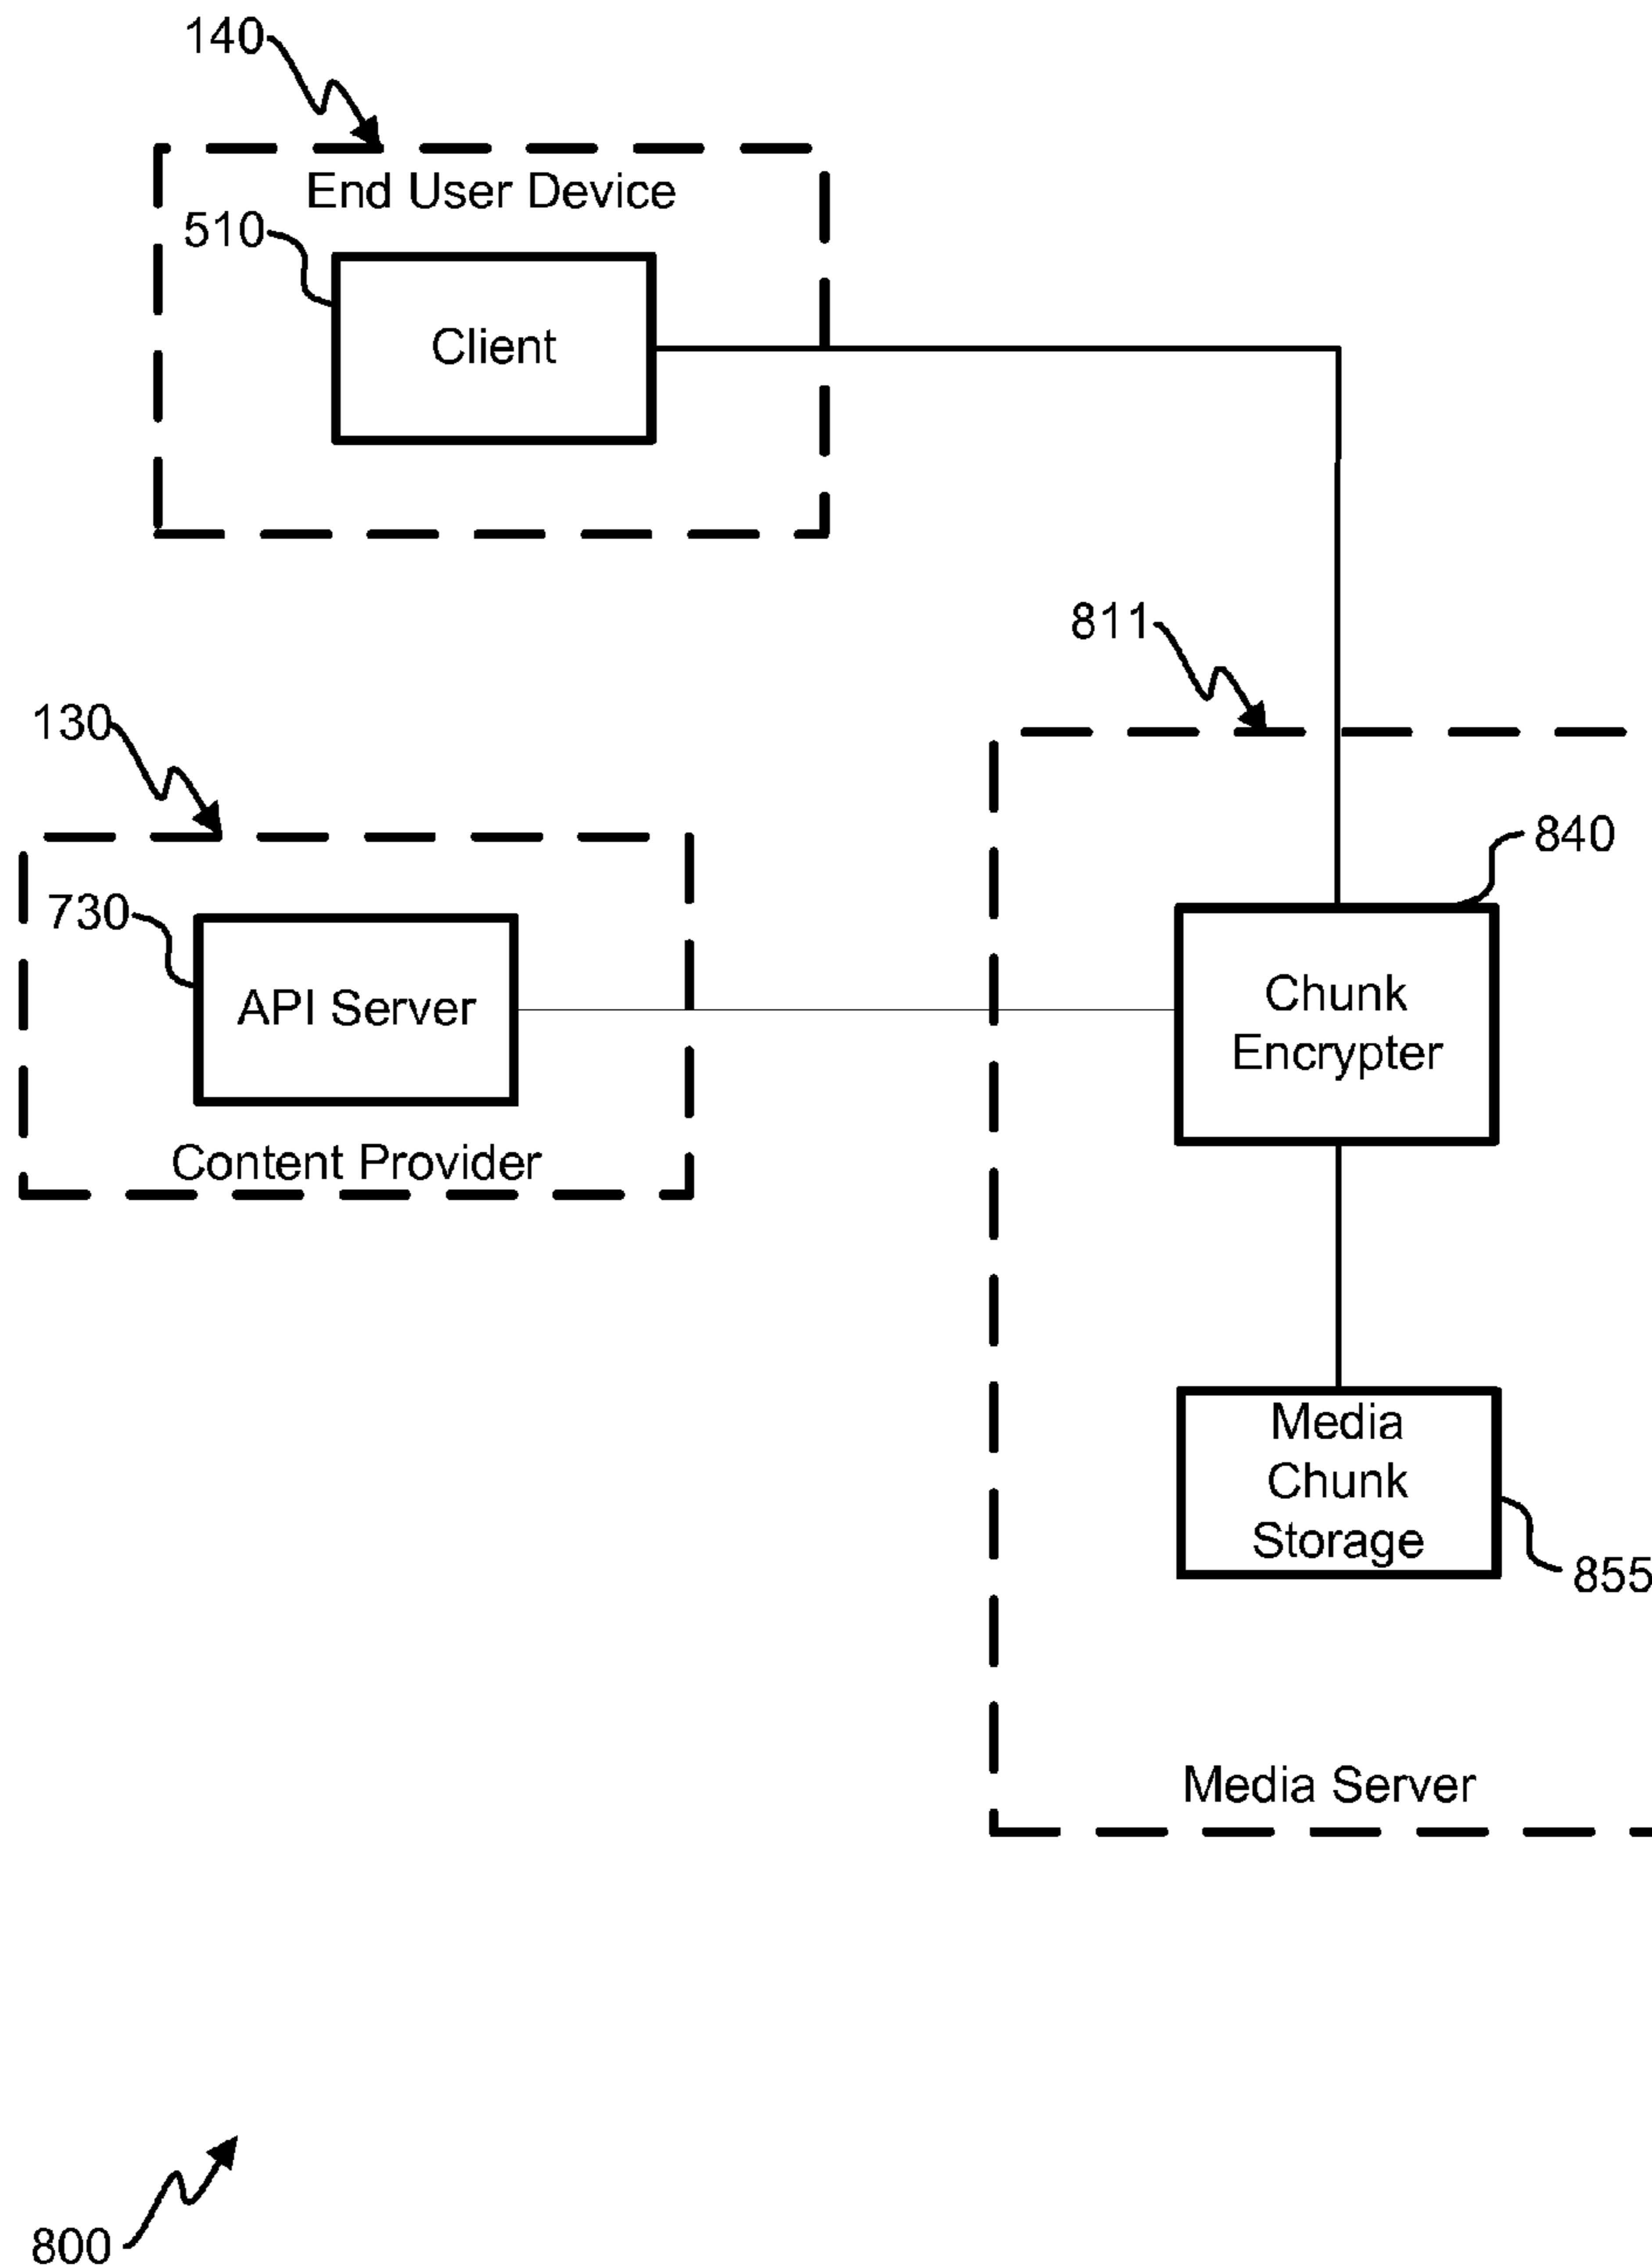 140
End User Device
510
Client
811
130
840
730
API Server
Chunk
Encrypter
Content Provider
Media
Chunk
Storage
855
Media Server
800